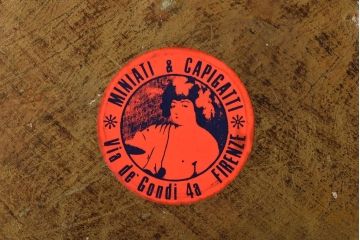 MINIATI & CAPIGATTI
* Via de Gondi 4a FIRENZE *